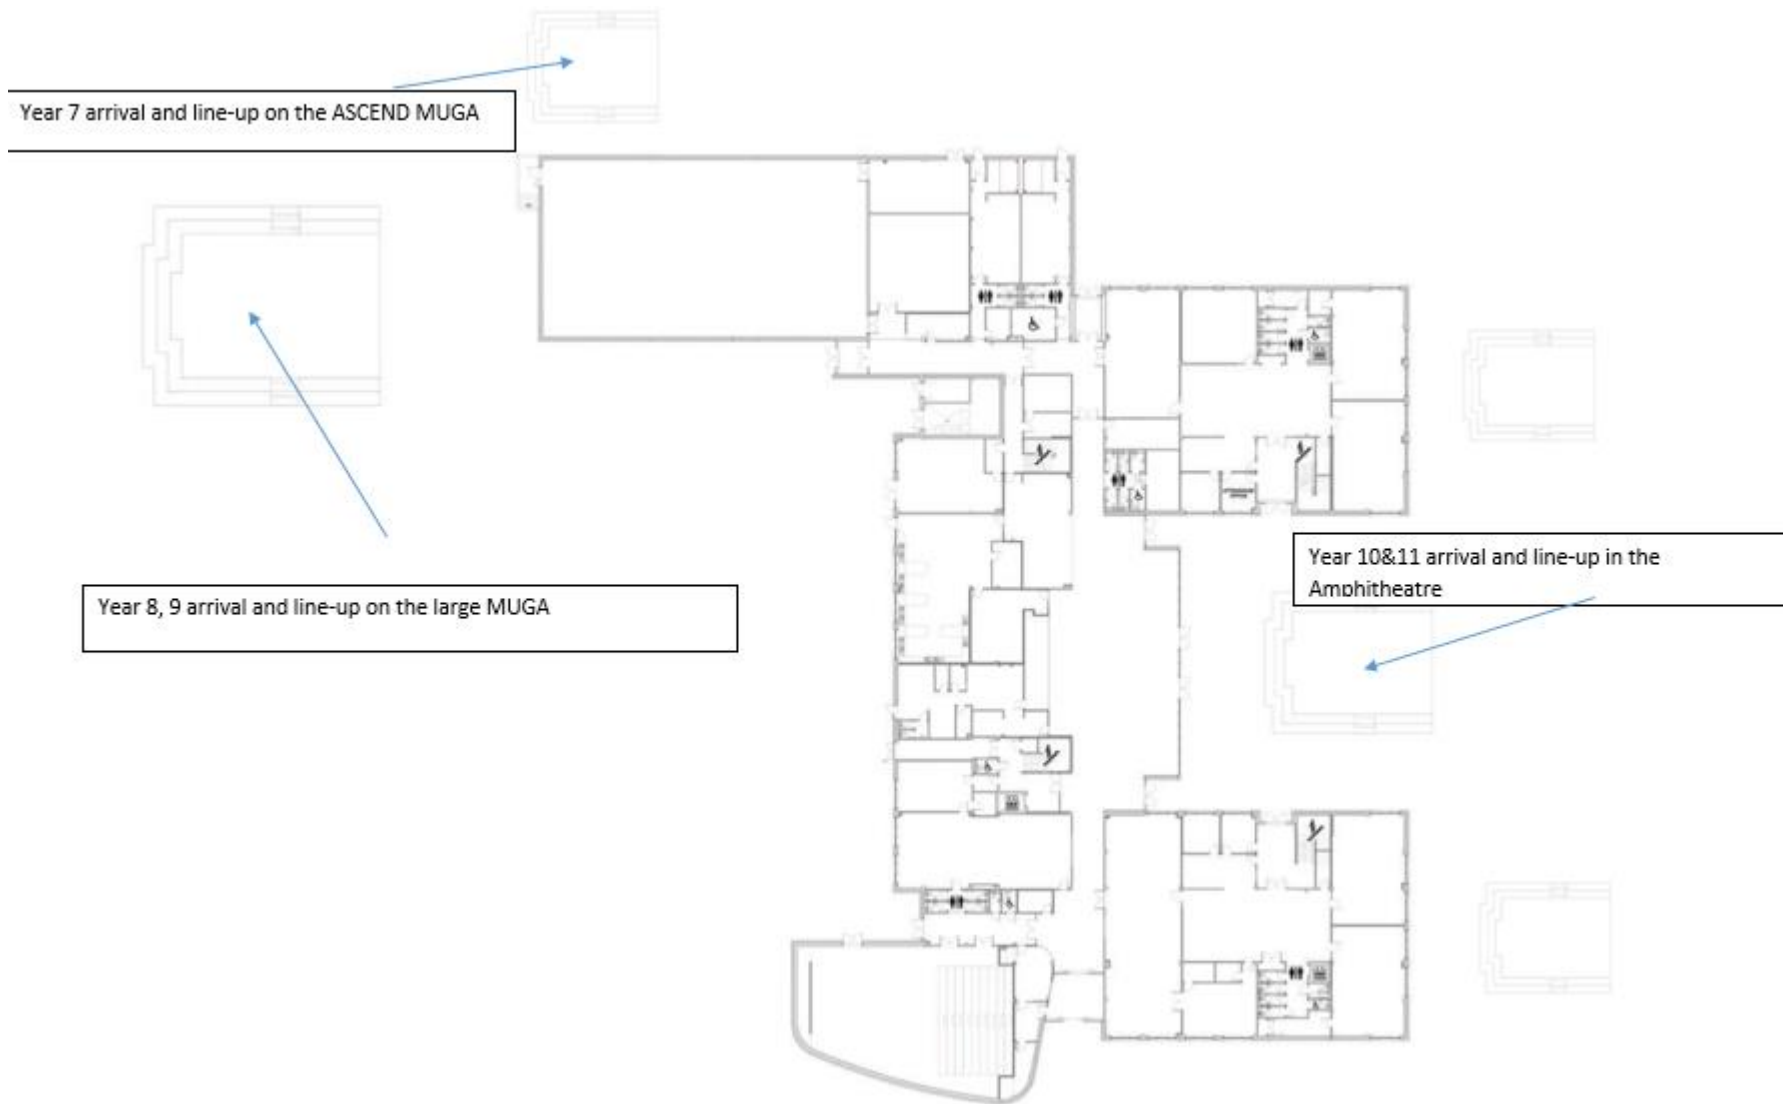 Year 7 arrival and line-up on the ASCEND MUGA
Year 8, 9 arrival and line-up on the large MUGA
Year 10&11 arrival and line-up in the
Amphitheatre